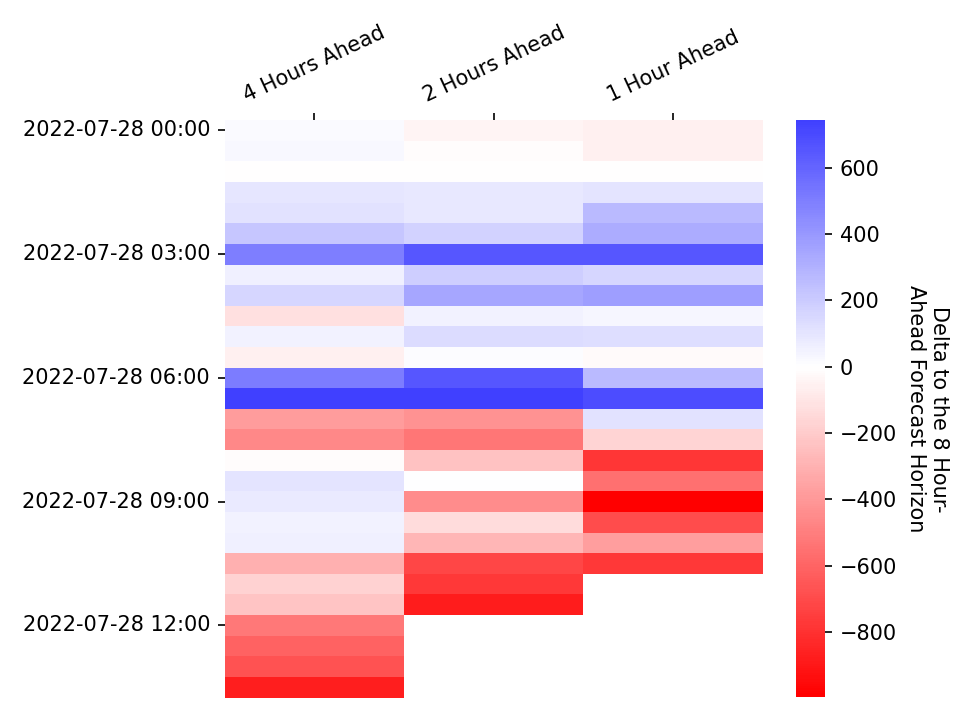 4 Hours Ahead
2 Hours Ahead
1 Hour Ahead
2022-07-28 00:00
2022-07-28 03:00
2022-07-28 06:00
2022-07-28 09:00
2022-07-28 12:00
600
400
200
0
−200
−400
−600
−800
Delta to the 8 Hour-
Ahead Forecast Horizon